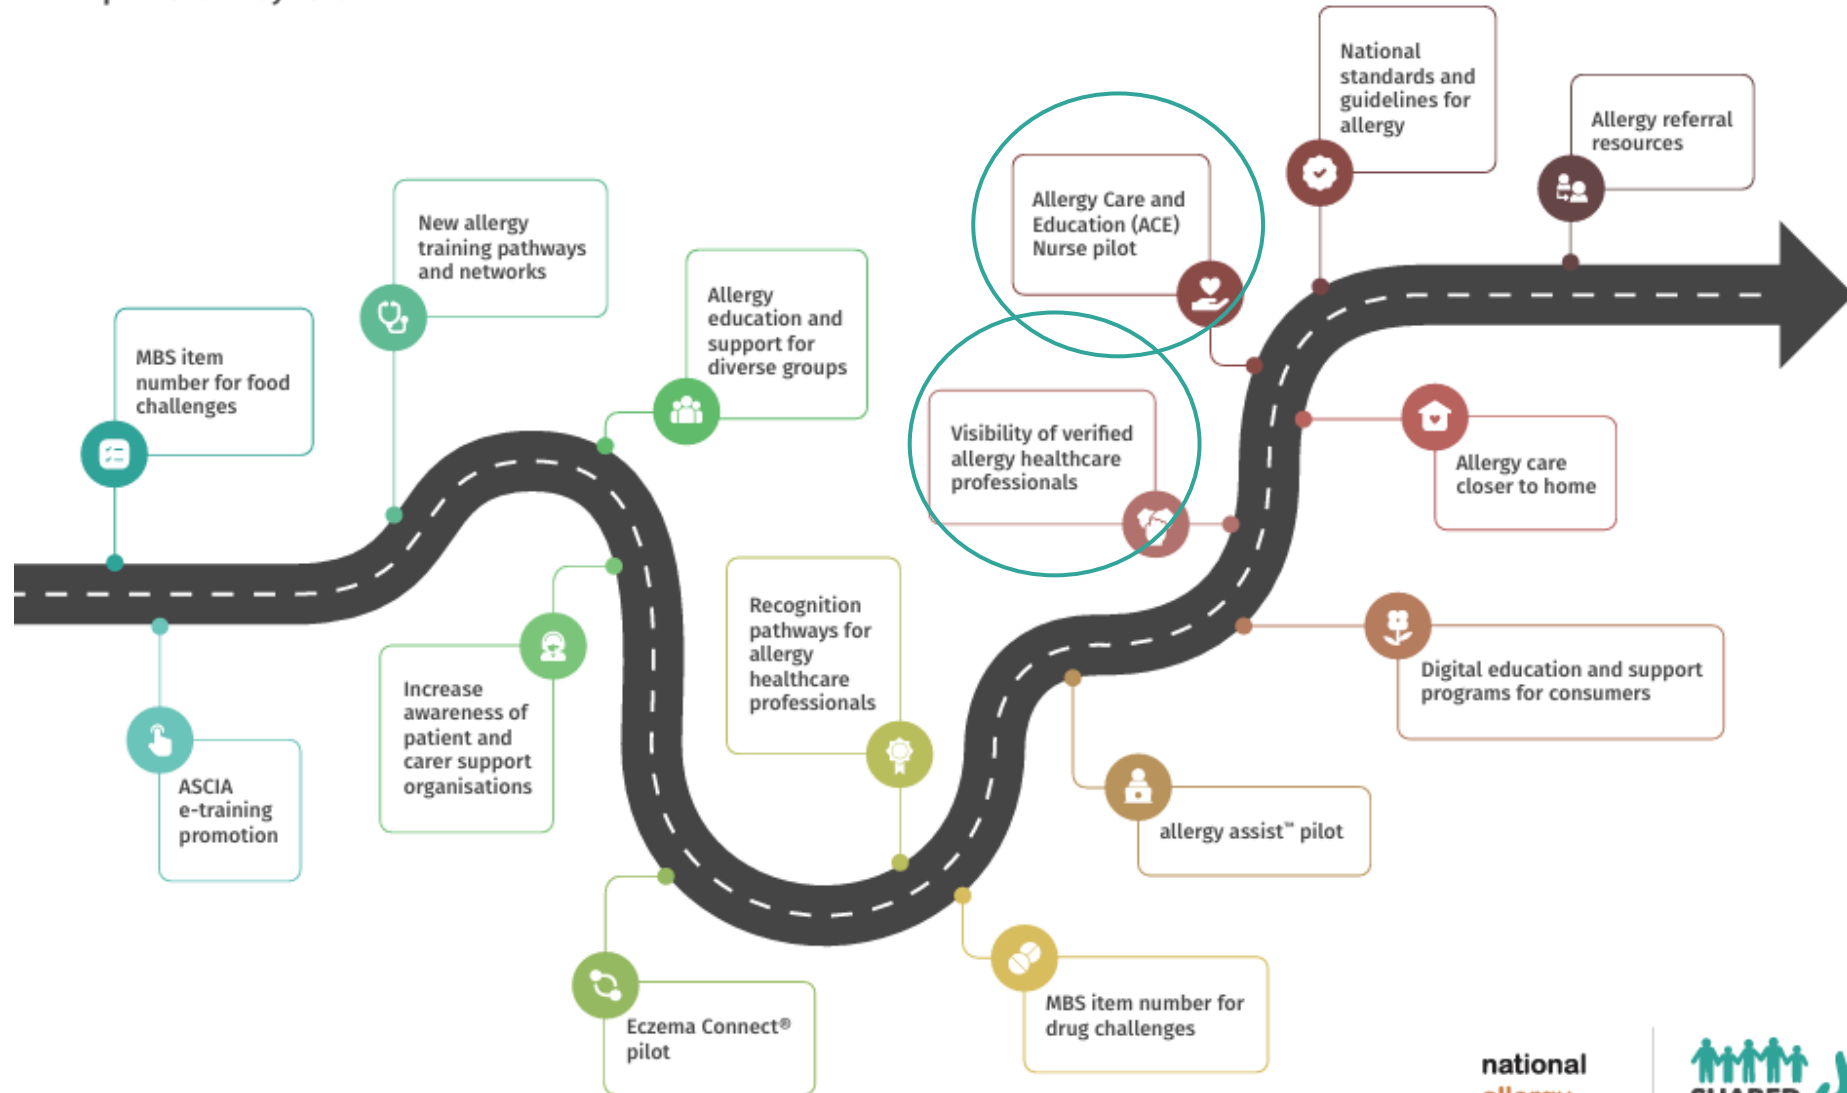 National
standards and
guidelines for
allergy
Allergy referral
resources
Allergy Care and
Education (ACE)
Nurse pilot
New allergy
training pathways
and networks
Allergy
education and
support for
diverse groups
MBS item
number for food
challenges
Visibility of verified
allergy healthcare
professionals
Allergy care
closer to home
Recognition
pathways for
allergy
healthcare
professionals
Increase
awareness of
patient and
carer support
organisations
Digital education and support
programs for consumers
ASCIA
e-training
promotion
allergy assist™ pilot
MBS item number for
drug challenges
Eczema Connect®
pilot
national
allergy
SHARED